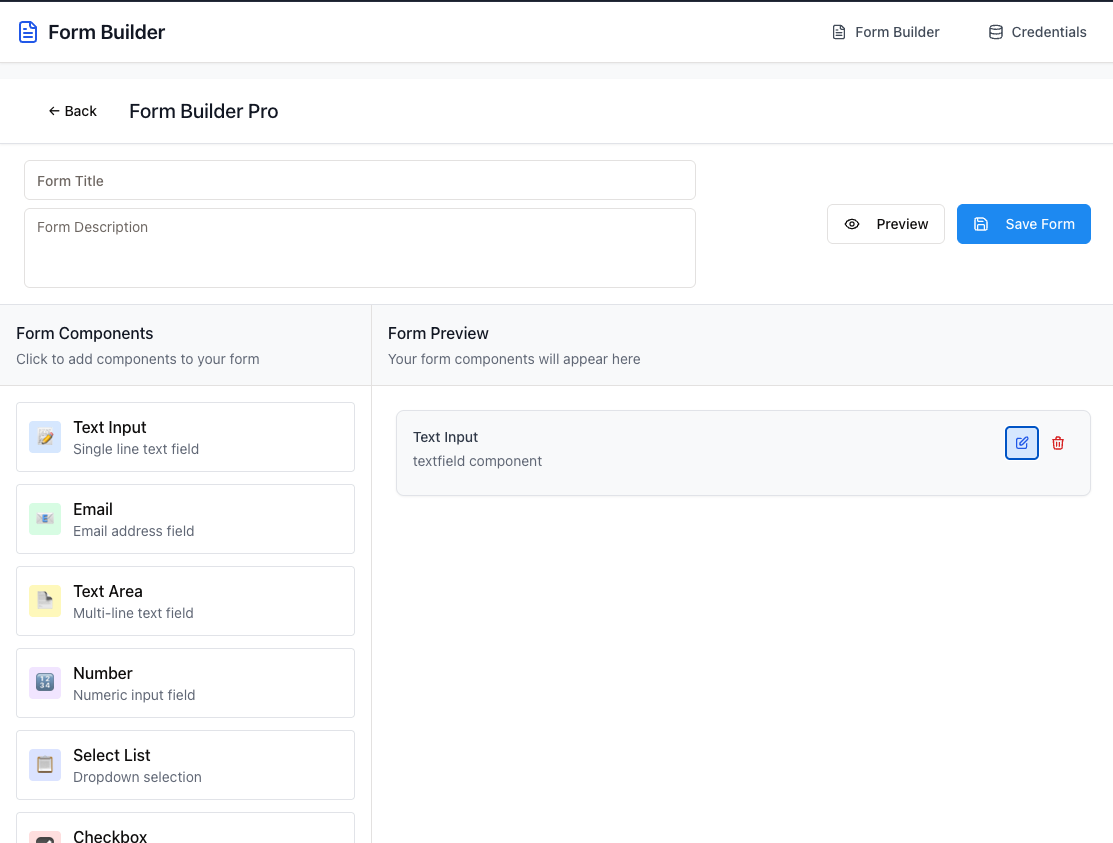 Form Builder
Form Builder
Credentials
← Back
Form Builder Pro
Form Title
Form Description
Preview
Save Form
Form Components
Click to add components to your form
Form Preview
Your form components will appear here
Text Input
Single line text field
Email
Email address field
Text Area
Multi-line text field
Number
1234
Numeric input field
Select List
Dropdown selection
Checkbox
Text Input
textfield component